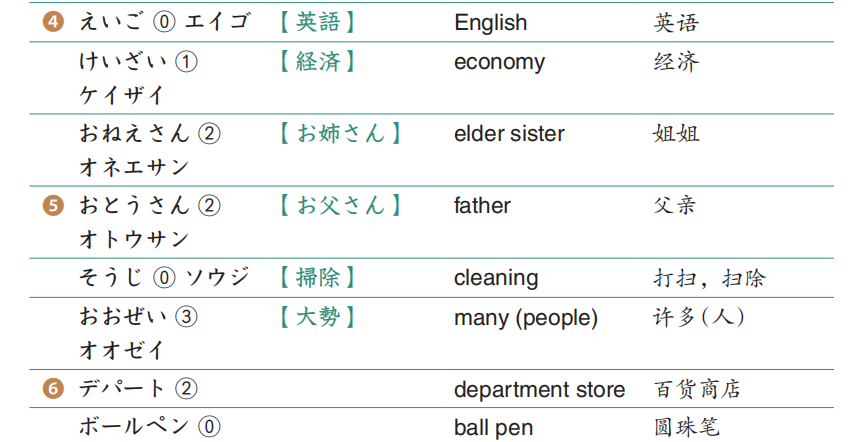 ❹ えいご ⓪ エイゴ 【英語】 English 英语
けいざい ① 【経済】 economy 经济
ケイザイ
おねえさん ② 【お姉さん】 elder sister 姐姐
オネエサン
❺ おとうさん ② 【お父さん】 father 父亲
オトウサン
そうじ ⓪ ソウジ 【掃除】 cleaning 打扫，扫除
おおぜい ③ 【大勢】 many (people) 许多(人)
オオゼイ
❻ デパート ② department store 百货商店
ボールペン ⓪ ball pen 圆珠笔